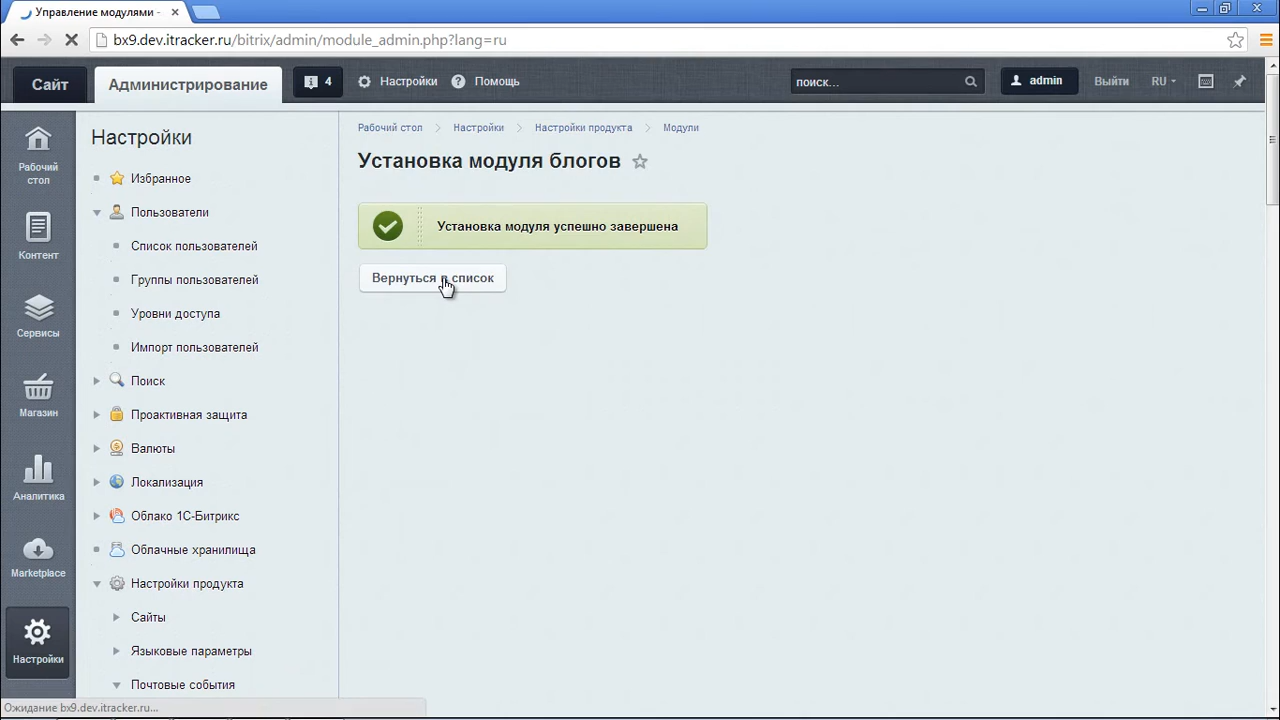 Управление модулями -
bx9.dev.itracker.ru/bitrix/admin/module_admin.php?lang=ru
Сайт
Администрирование
4
Настройки
Помощь
поиск...
admin
Выйти
RU
Рабочий стол
Контент
Сервисы
Магазин
Аналитика
Marketplace
Настройки
Настройки
Избранное
Пользователи
Список пользователей
Группы пользователей
Уровни доступа
Импорт пользователей
Поиск
Проактивная защита
Валюты
Локализация
Облако 1С-Битрикс
Облачные хранилища
Настройки продукта
Сайты
Языковые параметры
Почтовые события
Рабочий стол
Настройки
Настройки продукта
Модули
Установка модуля блогов
Установка модуля успешно завершена
Вернуться в список
Ожидание bx9.dev.itracker.ru...